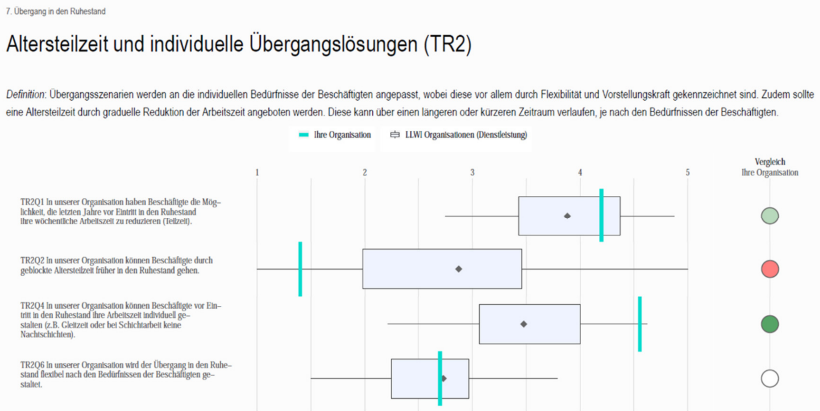 7. Übergang in den Ruhestand
Altersteilzeit und individuelle Übergangslösungen (TR2)
Definition: Übergangsszenarien werden an die individuellen Bedürfnisse der Beschäftigten angepasst, wobei diese vor allem durch Flexibilität und Vorstellungskraft gekennzeichnet sind. Zudem sollte
eine Altersteilzeit durch graduelle Reduktion der Arbeitszeit angeboten werden. Diese kann über einen längeren oder kürzeren Zeitraum verlaufen, je nach den Bedürfnissen der Beschäftigten.
Ihre Organisation LLWI Organisationen (Dienstleistung)
Vergleich
Ihre Organisation
1 2 3 4 5
TR2Q1 In unserer Organisation haben Beschäftigte die Mög-
lichkeit, die letzten Jahre vor Eintritt in den Ruhestand
ihre wöchentliche Arbeitszeit zu reduzieren (Teilzeit).
TR2Q2 In unserer Organisation können Beschäftigte durch
geblockte Altersteilzeit früher in den Ruhestand gehen.
TR2Q4 In unserer Organisation können Beschäftigte vor Ein-
tritt in den Ruhestand ihre Arbeitszeit individuell ge-
stalten (z.B. Gleitzeit oder bei Schichtarbeit keine
Nachtschichten).
TR2Q6 In unserer Organisation wird der Übergang in den Ruhe-
stand flexibel nach den Bedürfnissen der Beschäftigten ge-
staltet.